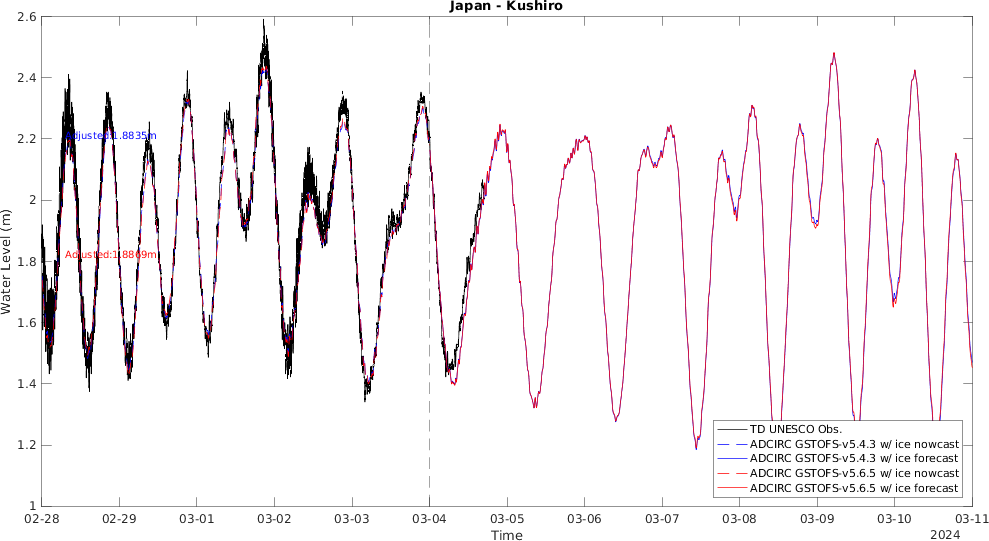 Japan - Kushiro
2.6
2.4
2.2
2
1.8
1.6
1.4
1.2
1
Water Level (m)
Adjusted:1.8835m
Adjusted:1.8869m
TD UNESCO Obs.
ADCIRC GSTOFS-v5.4.3 w/ ice nowcast
ADCIRC GSTOFS-v5.4.3 w/ ice forecast
ADCIRC GSTOFS-v5.6.5 w/ ice nowcast
ADCIRC GSTOFS-v5.6.5 w/ ice forecast
02-28 02-29 03-01 03-02 03-03 03-04 03-05 03-06 03-07 03-08 03-09 03-10 03-11
Time
2024